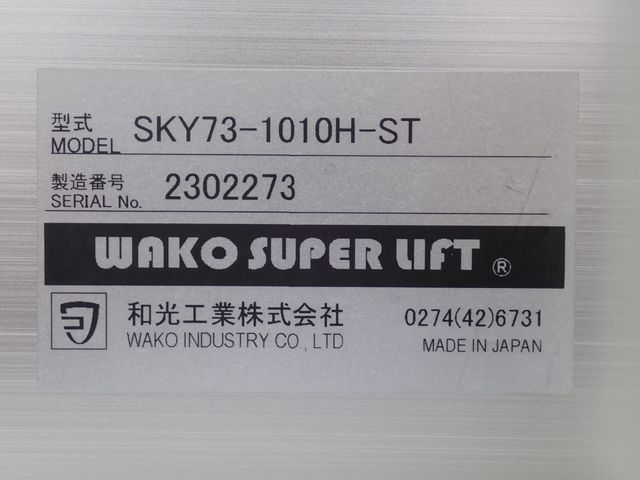 型式 SKY73-1010H-ST
MODEL
製造番号 2302273
SERIAL No.
WAKO SUPER LIFT ®
和光工業株式会社 0274(42)6731
WAKO INDUSTRY CO., LTD MADE IN JAPAN